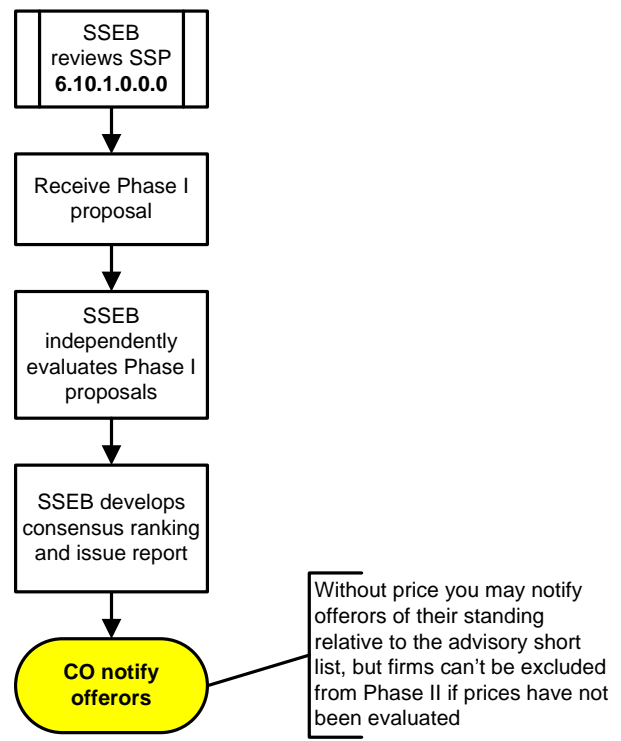 SSEB
reviews SSP
6.10.1.0.0.0
Receive Phase I
proposal
SSEB
independently
evaluates Phase I
proposals
SSEB develops
consensus ranking
and issue report
CO notify
offerors
Without price you may notify
offerors of their standing
relative to the advisory short
list, but firms can't be excluded
from Phase II if prices have not
been evaluated